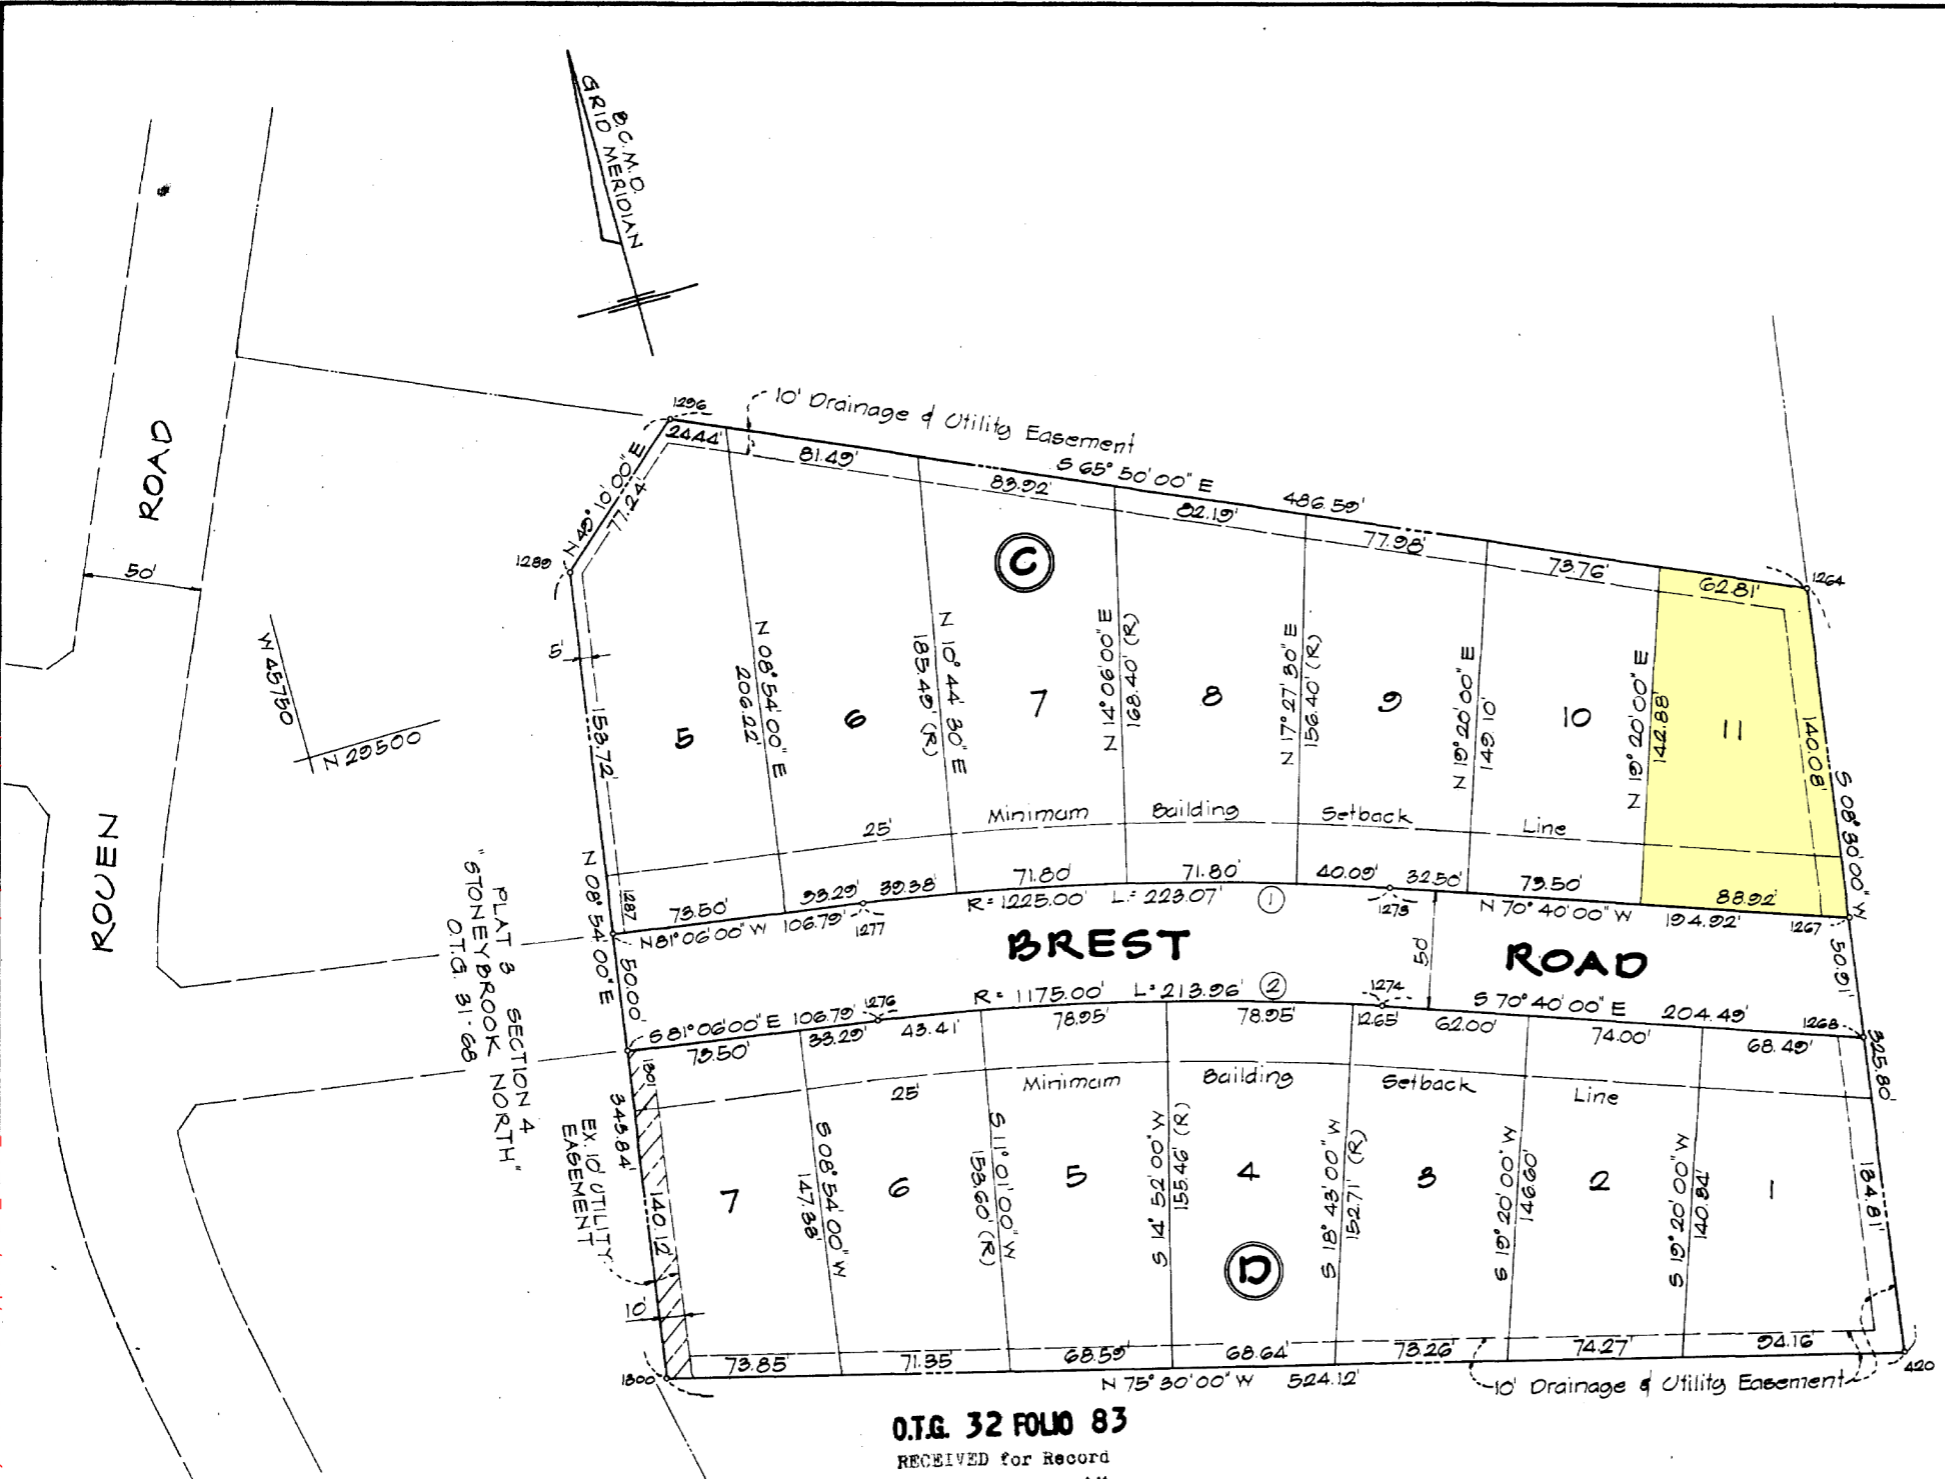 B.C.M.D.
GRID MERIDIAN
ROAD
50'
ROUEN
W 45750
N 29500
"STONEYBROOK NORTH"
PLAT 3 SECTION 4
O.T.G. 31-68
1296
10' Drainage & Utility Easement
24.44'
81.49'
S 65° 50' 00" E
486.59'
83.92'
82.19'
77.98'
73.76'
62.81'
1264
N 49° 10' 00" E
77.24'
1289
5'
153.72'
N 08° 54' 00" E
1287
50.00'
C
5
N 08° 54' 00" E
206.22'
6
N 10° 44' 30" E
185.49' (R)
7
N 14° 06' 00" E
168.40' (R)
8
N 17° 27' 30" E
156.40' (R)
9
N 19° 20' 00" E
149.10'
10
N 19° 20' 00" E
142.88'
11
140.08'
S 08° 30' 00" W
25' Minimum Building Setback Line
73.50'
33.29'
39.38'
71.80'
71.80'
40.09'
32.50'
79.50'
88.92'
N 81° 06' 00" W 106.79'
1277
R = 1225.00' L = 223.07' 1
1273
N 70° 40' 00" W 194.92'
1267
BREST ROAD
50'
50.91'
S 81° 06' 00" E 106.79'
1276
R = 1175.00' L = 213.96' 2
1274
S 70° 40' 00" E 204.49'
1268
73.50'
33.29'
43.41'
78.95'
78.95'
12.65'
62.00'
74.00'
68.49'
325.80'
1301
343.84'
25' Minimum Building Setback Line
EX. 10' UTILITY
EASEMENT
140.12'
10'
7
S 08° 54' 00" W
147.38'
6
S 11° 01' 00" W
153.60' (R)
5
S 14° 52' 00" W
155.46' (R)
4
D
S 18° 43' 00" W
152.71' (R)
3
S 19° 20' 00" W
146.60'
2
S 19° 20' 00" W
140.84'
1
134.81'
1300
73.85'
71.35'
68.59'
68.64'
73.26'
74.27'
94.16'
420
N 75° 30' 00" W 524.12'
10' Drainage & Utility Easement
O.T.G. 32 FOLIO 83
RECEIVED for Record